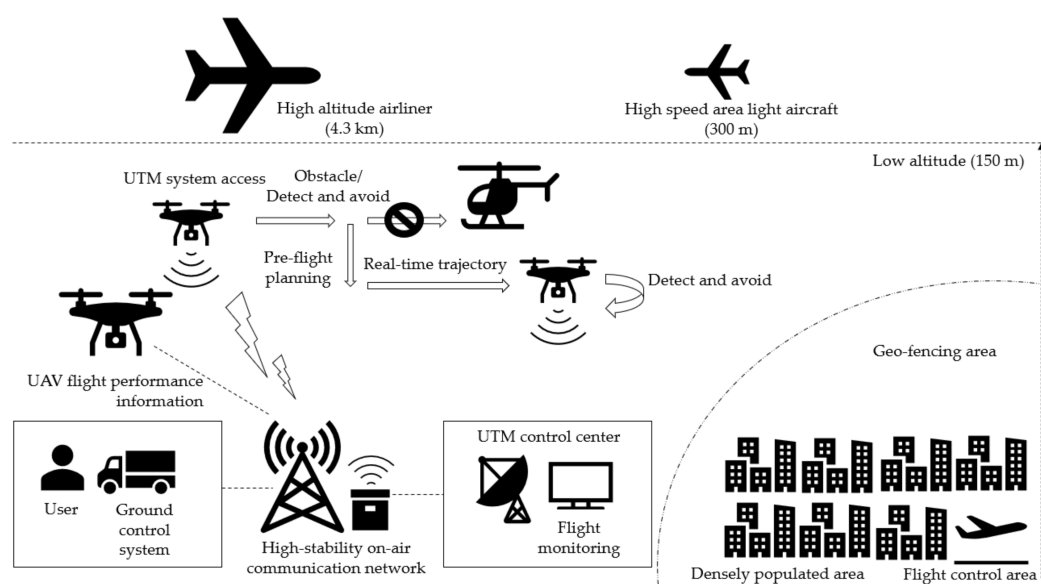 High altitude airliner
(4.3 km)
High speed area light aircraft
(300 m)
Low altitude (150 m)
UTM system access
Obstacle/
Detect and avoid
Pre-flight
planning
Real-time trajectory
Detect and avoid
Geo-fencing area
UAV flight performance
information
User
Ground
control
system
High-stability on-air
communication network
UTM control center
Flight
monitoring
Densely populated area
Flight control area